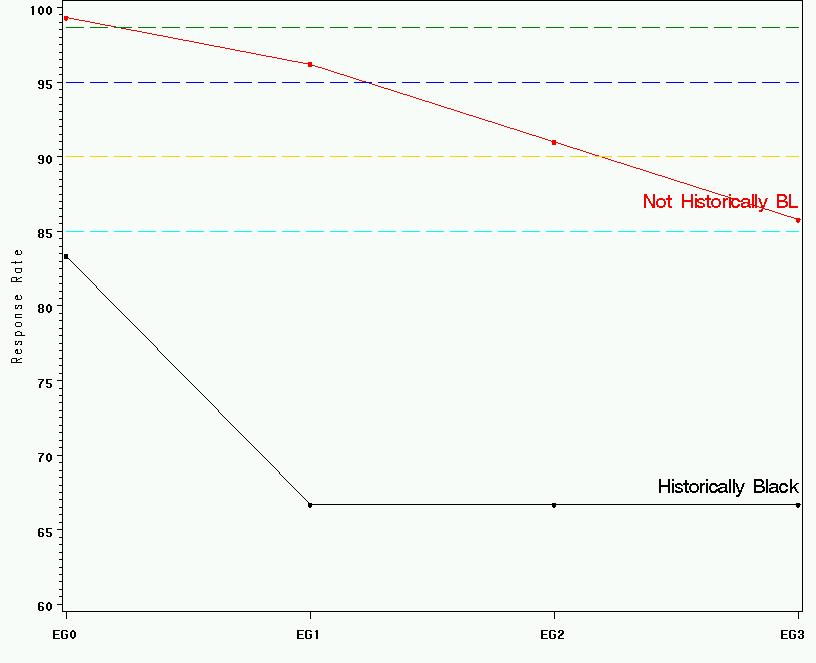 100
95
90
85
80
75
70
65
60
Response Rate
Not Historically BL
Historically Black
EG0
EG1
EG2
EG3